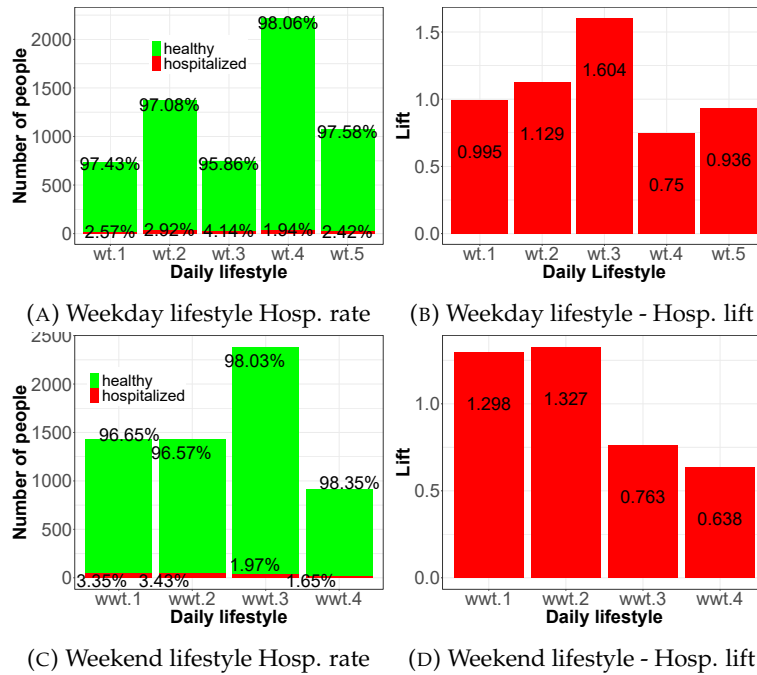 98.06%
2000
healthy
hospitalized
1500
97.08%
1000
97.43%
95.86%
97.58%
500
0
2.57%
2.92%
4.14%
1.94%
2.42%
wt.1 wt.2 wt.3 wt.4 wt.5
Number of people
Daily lifestyle
(A) Weekday lifestyle Hosp. rate
1.5
1.0
0.5
0.0
0.995
1.129
1.604
0.75
0.936
wt.1 wt.2 wt.3 wt.4 wt.5
Lift
Daily Lifestyle
(B) Weekday lifestyle - Hosp. lift
2500
2000
1500
1000
500
0
healthy
hospitalized
96.65%
96.57%
98.03%
98.35%
3.35%
3.43%
1.97%
1.65%
wwt.1 wwt.2 wwt.3 wwt.4
Number of people
Daily lifestyle
(C) Weekend lifestyle Hosp. rate
1.0
0.5
0.0
1.298
1.327
0.763
0.638
wwt.1 wwt.2 wwt.3 wwt.4
Lift
Daily lifestyle
(D) Weekend lifestyle - Hosp. lift